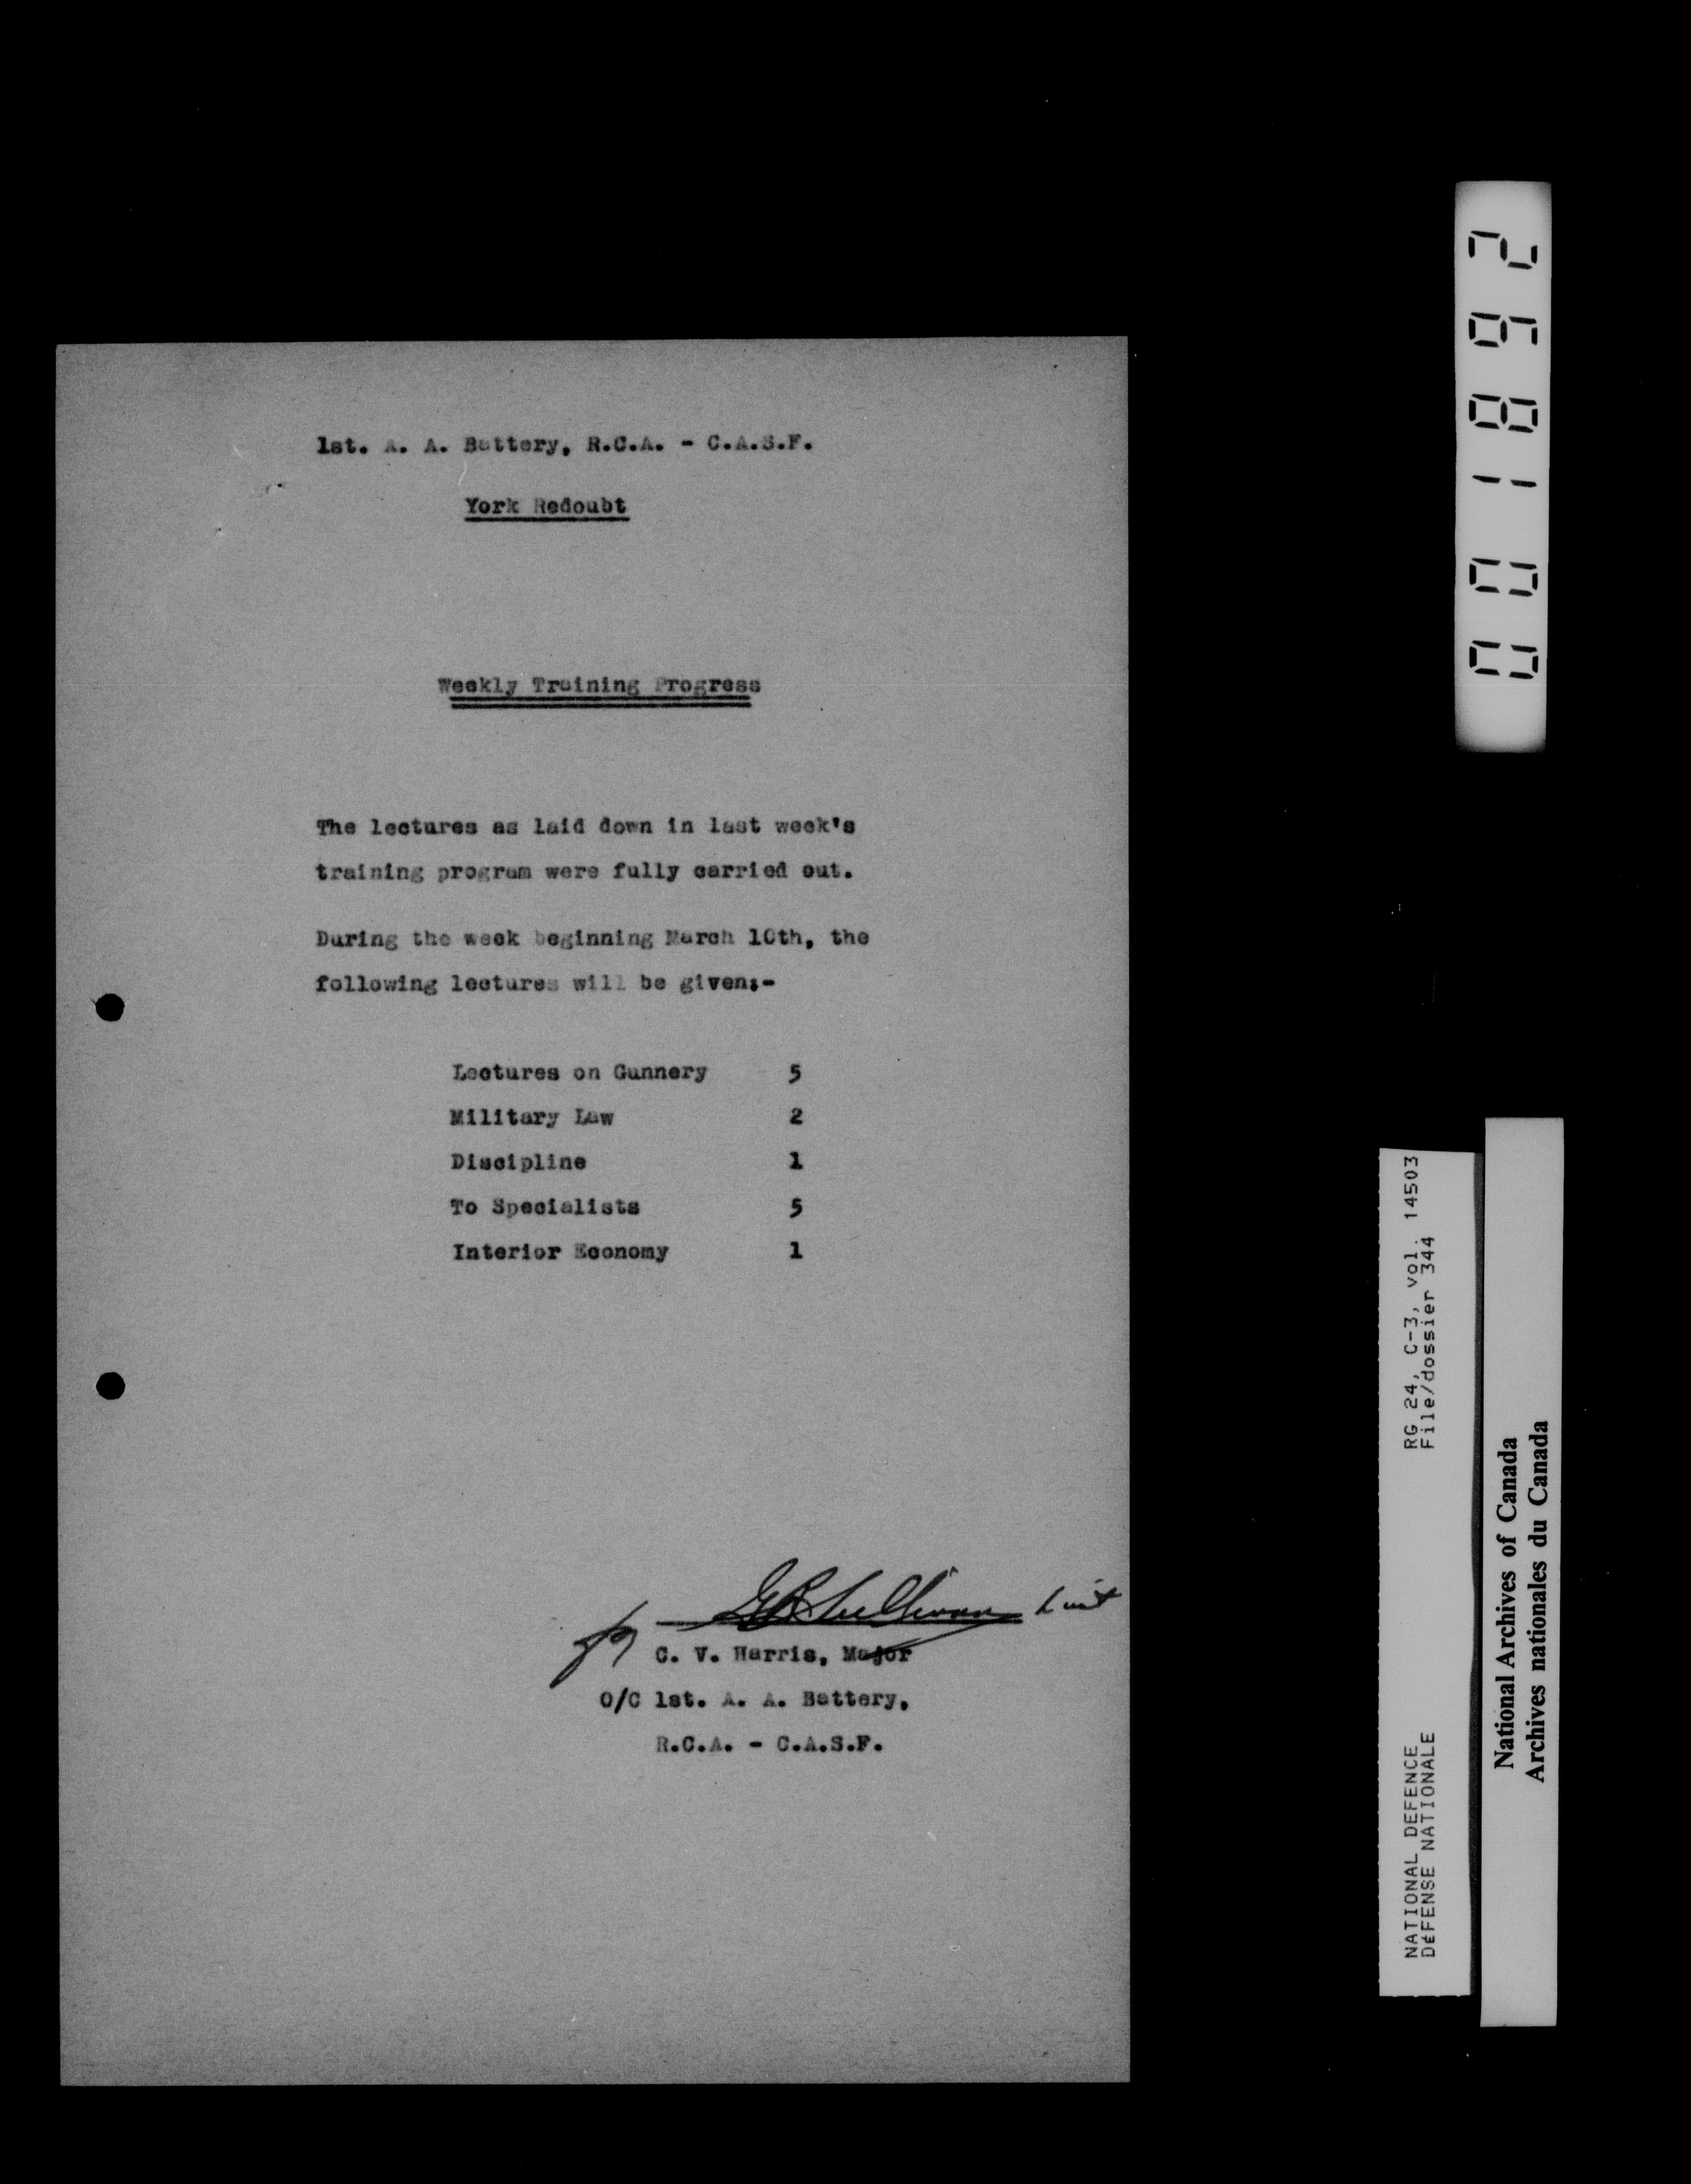 1st. A. A. Battery, R.C.A. - C.A.S.F.
York Redoubt
Weekly Training Progress
The lectures as laid down in last week's
training program were fully carried out.
During the week beginning March 10th, the
following lectures will be given:-
Lectures on Gunnery 5
Military Law 2
Discipline 1
To Specialists 5
Interior Economy 1
Lieut
for C. V. Harris, Major
O/C 1st. A. A. Battery,
R.C.A. - C.A.S.F.
001892
NATIONAL DEFENCE RG 24, C-3, vol. 14503
DÉFENSE NATIONALE File/dossier 344
National Archives of Canada
Archives nationales du Canada